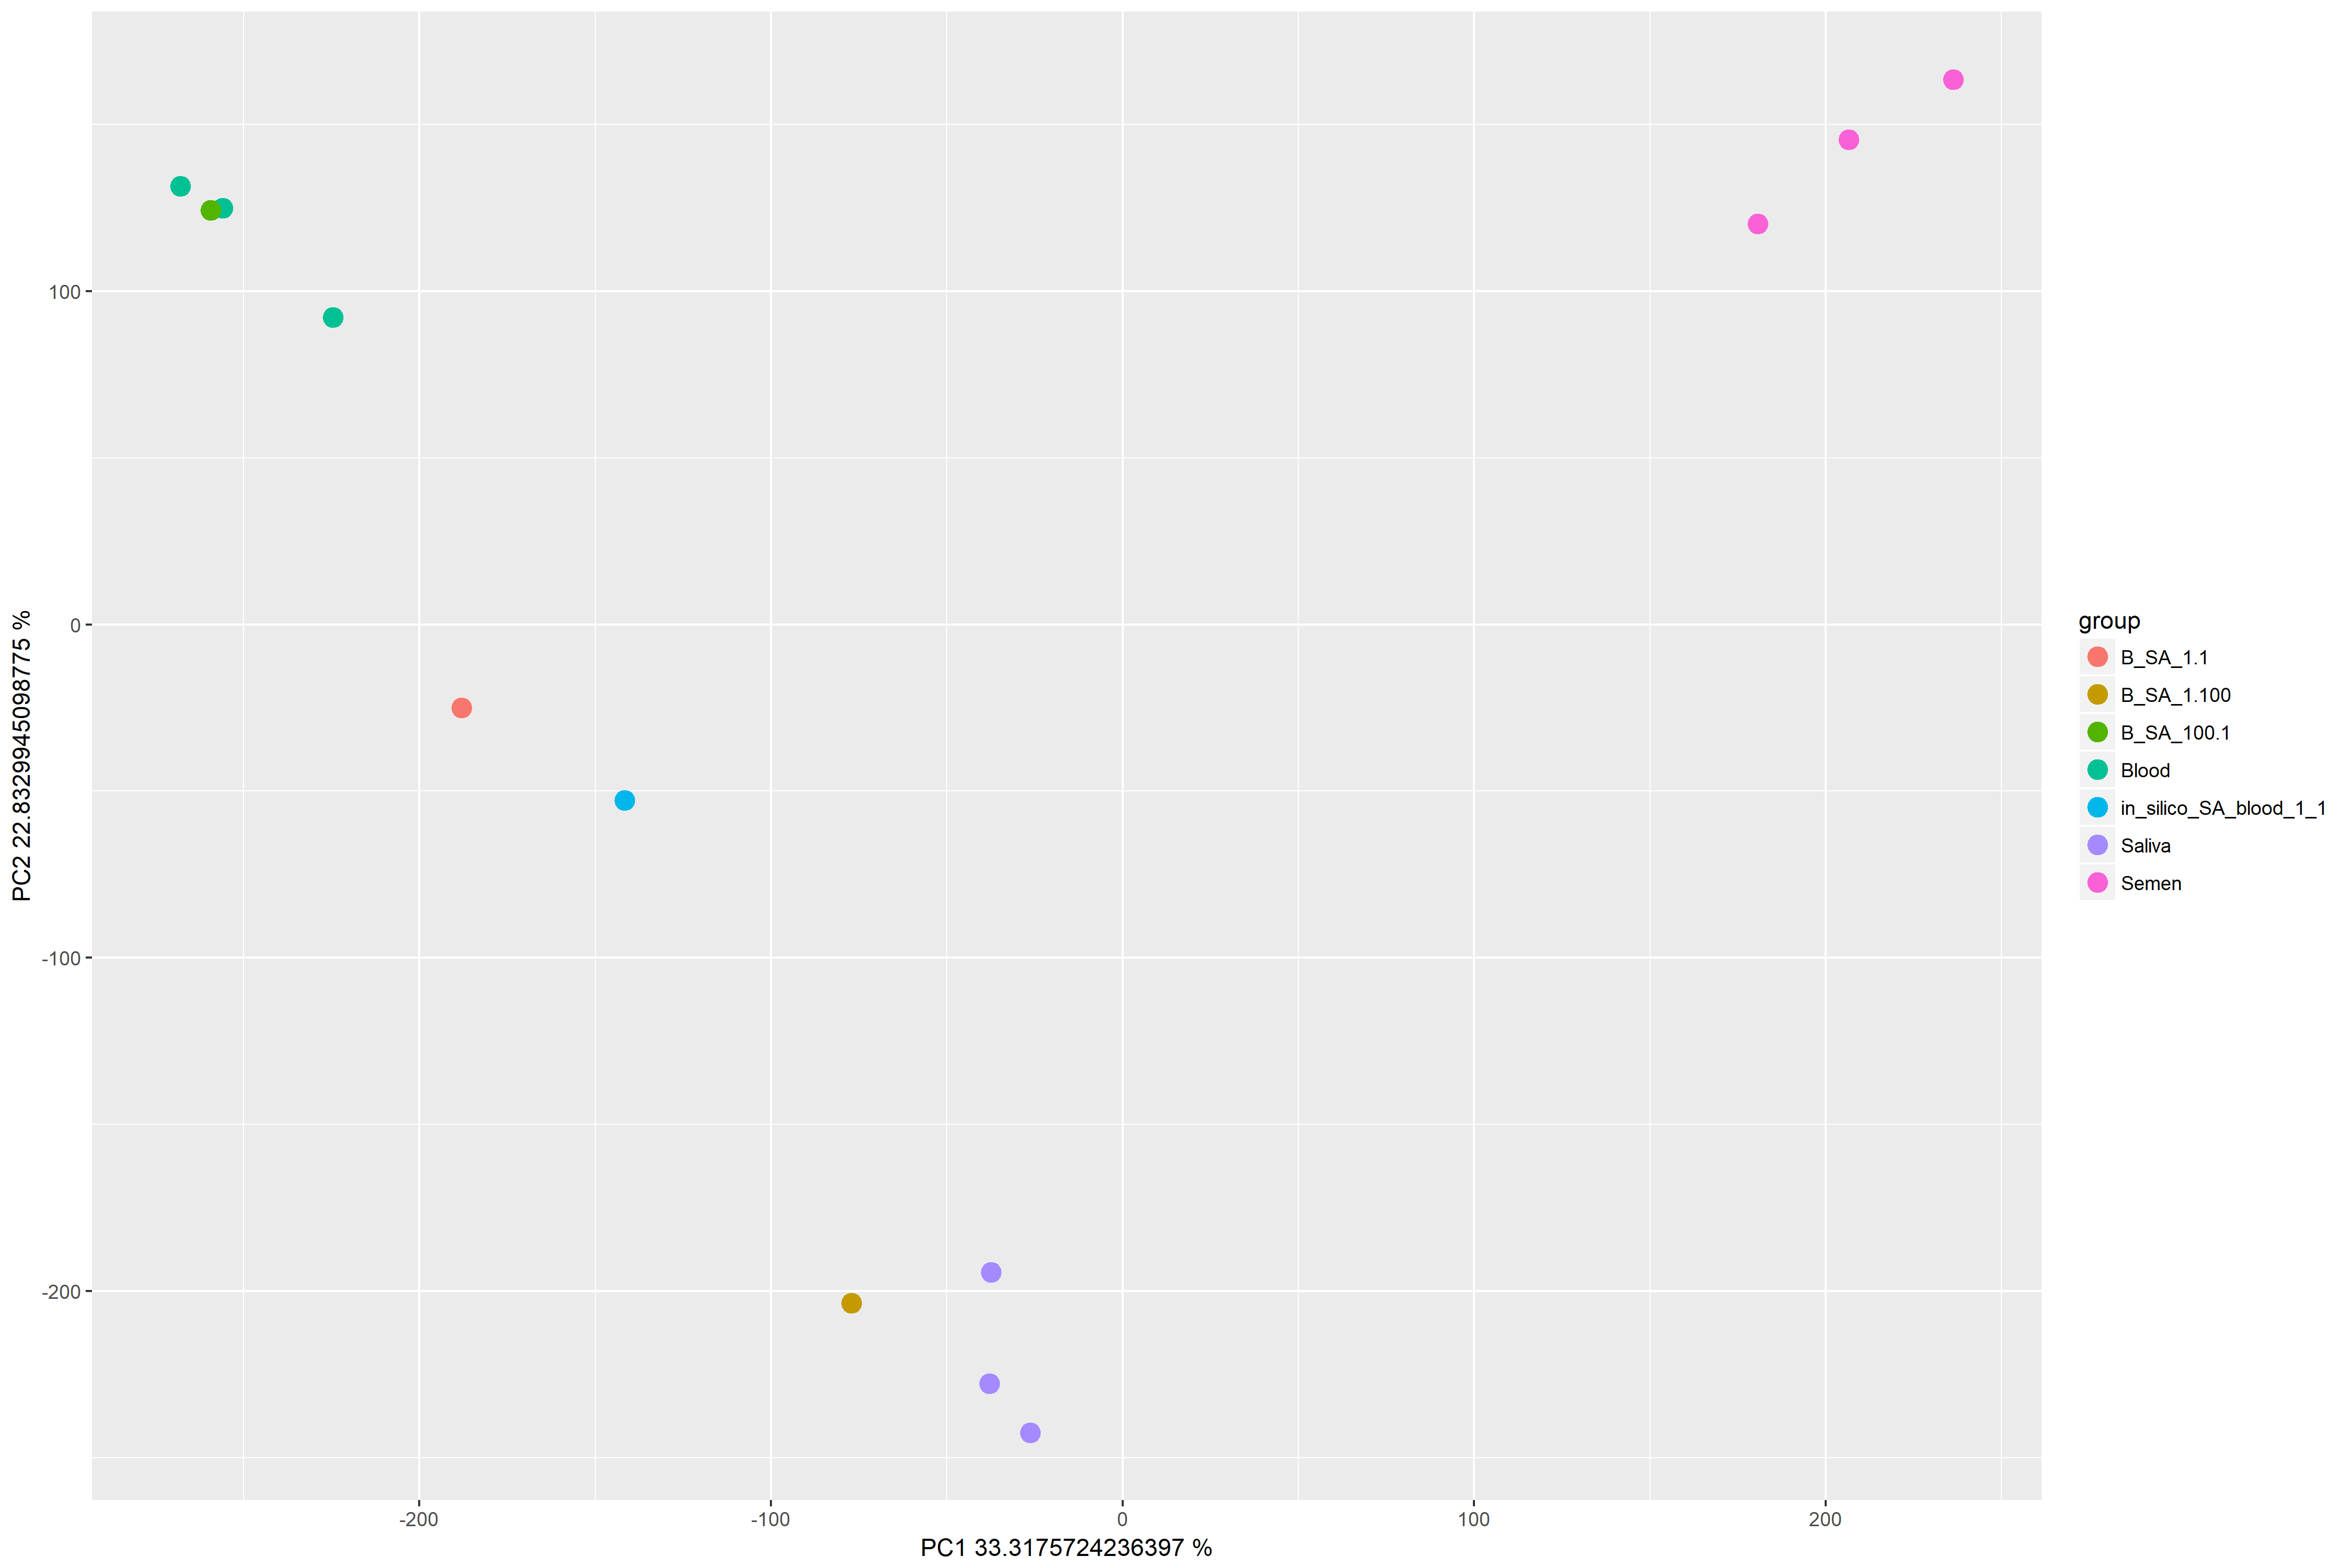 100
0
-100
-200
PC2 22.8329945098775 %
-200
-100
0
100
200
PC1 33.3175724236397 %
group
B_SA_1.1
B_SA_1.100
B_SA_100.1
Blood
in_silico_SA_blood_1_1
Saliva
Semen